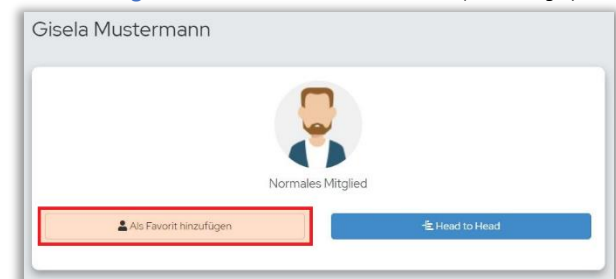 Gisela Mustermann
Normales Mitglied
Als Favorit hinzufügen
Head to Head